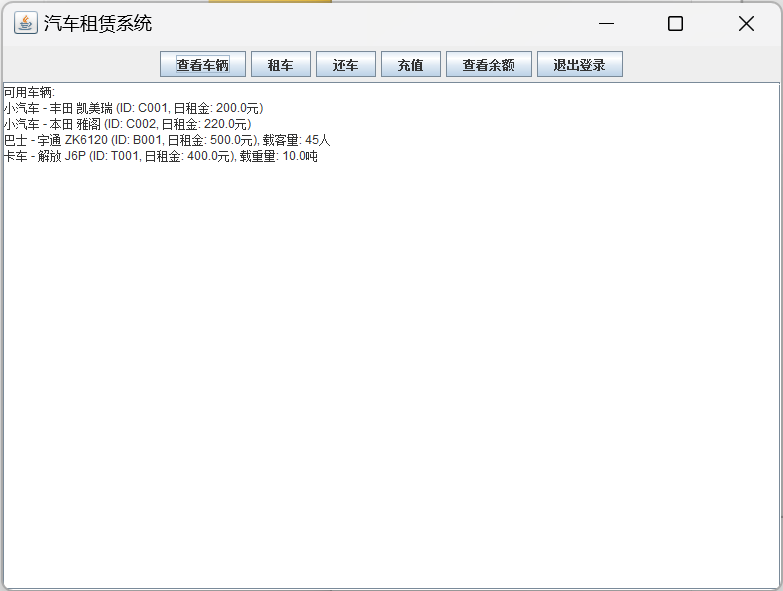 汽车租赁系统
查看车辆 租车 还车 充值 查看余额 退出登录
可用车辆:
小汽车 - 丰田 凯美瑞 (ID: C001, 日租金: 200.0元)
小汽车 - 本田 雅阁 (ID: C002, 日租金: 220.0元)
巴士 - 宇通 ZK6120 (ID: B001, 日租金: 500.0元), 载客量: 45人
卡车 - 解放 J6P (ID: T001, 日租金: 400.0元), 载重量: 10.0吨